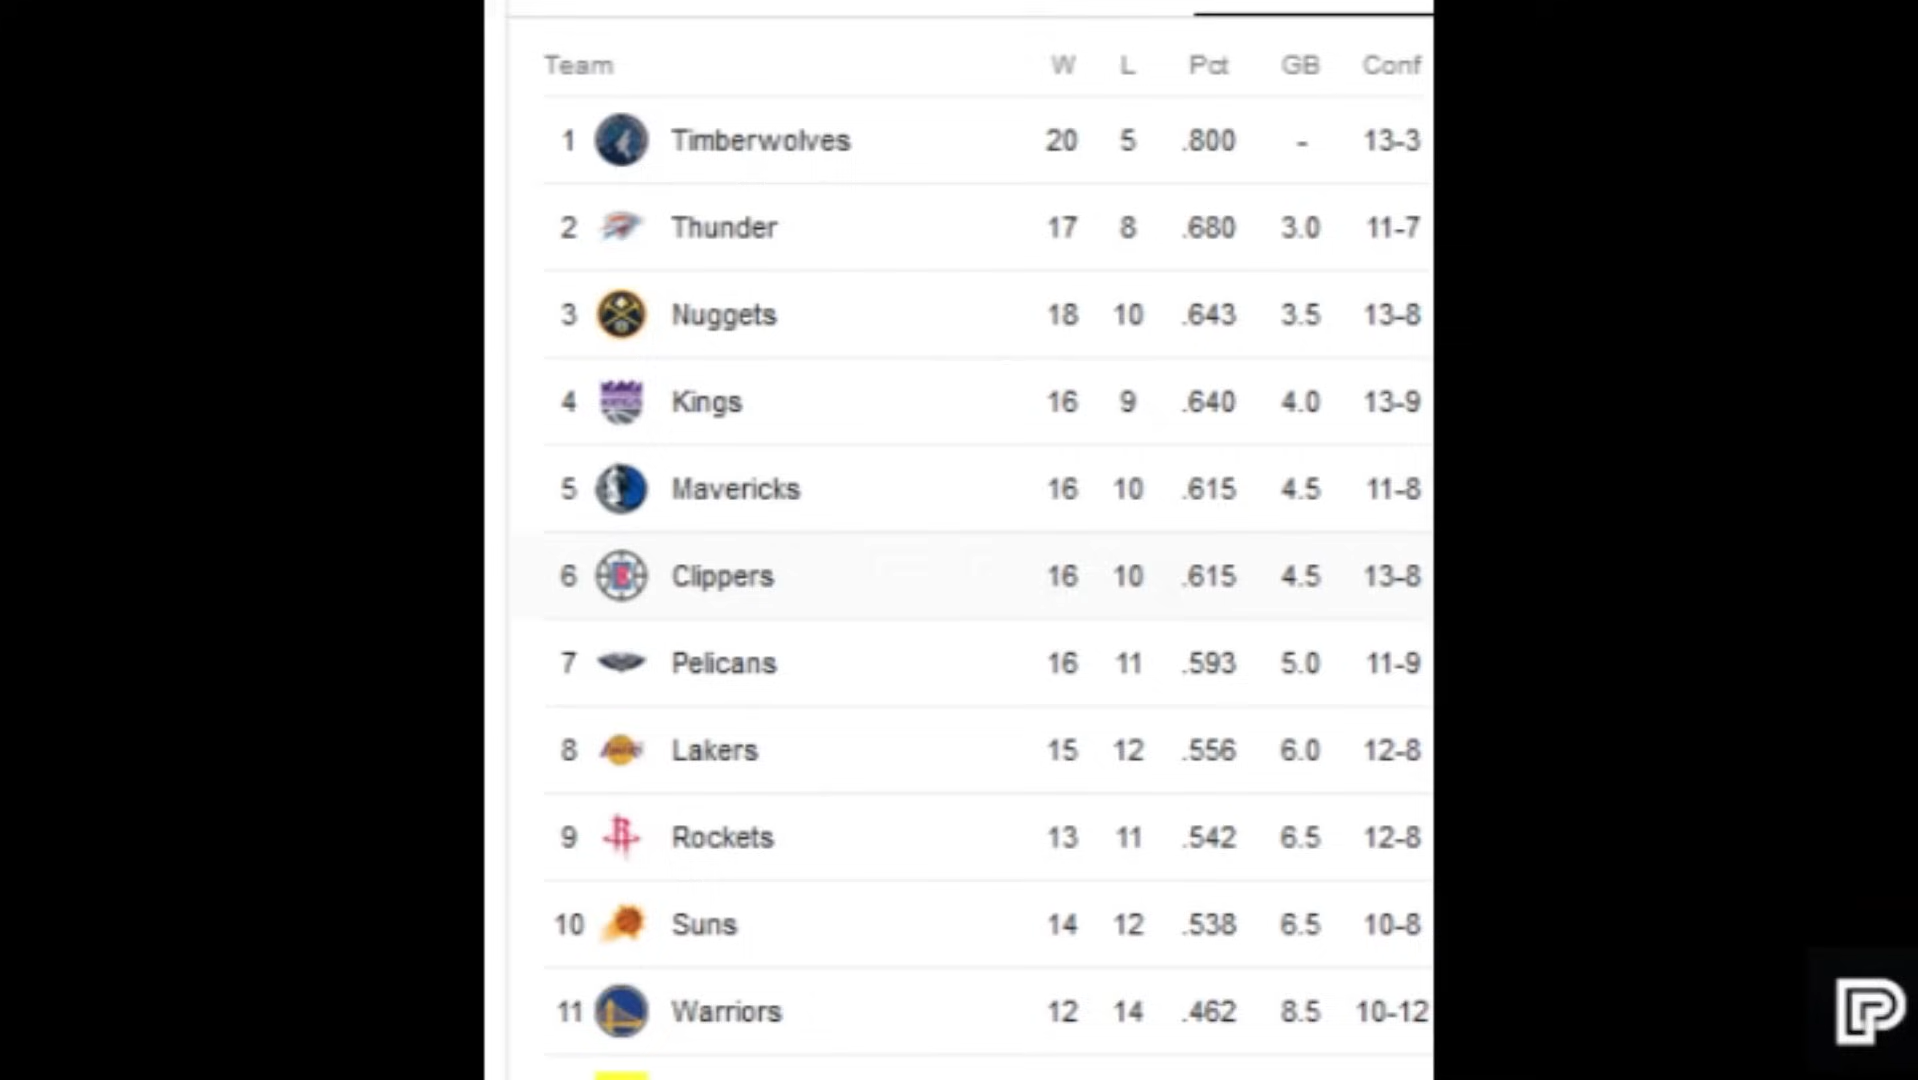 Team W L Pct GB Conf
1 Timberwolves 20 5 .800 - 13-3
2 Thunder 17 8 .680 3.0 11-7
3 Nuggets 18 10 .643 3.5 13-8
4 Kings 16 9 .640 4.0 13-9
5 Mavericks 16 10 .615 4.5 11-8
6 Clippers 16 10 .615 4.5 13-8
7 Pelicans 16 11 .593 5.0 11-9
8 Lakers 15 12 .556 6.0 12-8
9 Rockets 13 11 .542 6.5 12-8
10 Suns 14 12 .538 6.5 10-8
11 Warriors 12 14 .462 8.5 10-12